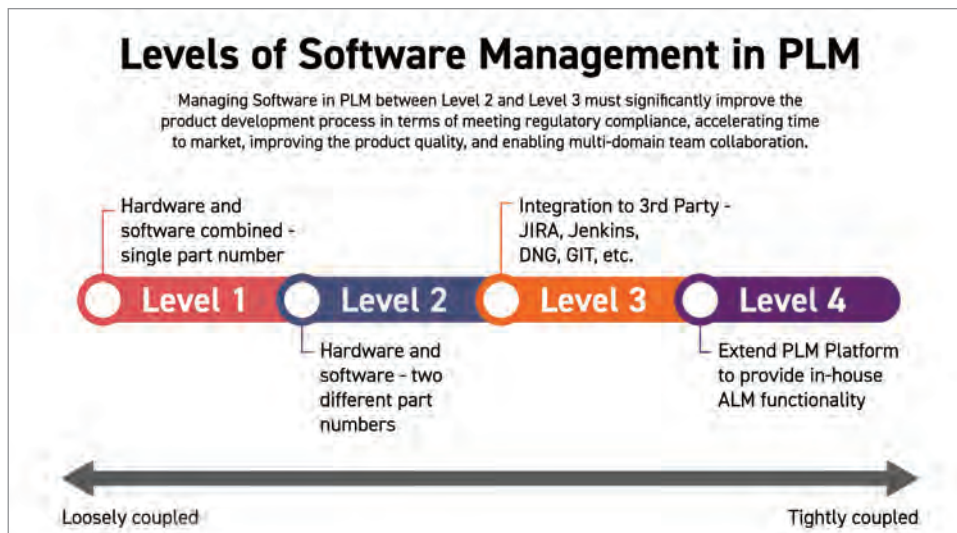 Levels of Software Management in PLM
Managing Software in PLM between Level 2 and Level 3 must significantly improve the
product development process in terms of meeting regulatory compliance, accelerating time
to market, improving the product quality, and enabling multi-domain team collaboration.
Hardware and
software combined -
single part number
Integration to 3rd Party -
JIRA, Jenkins,
DNG, GIT, etc.
Level 1
Level 2
Level 3
Level 4
Hardware and
software - two
different part
numbers
Extend PLM Platform
to provide in-house
ALM functionality
Loosely coupled
Tightly coupled